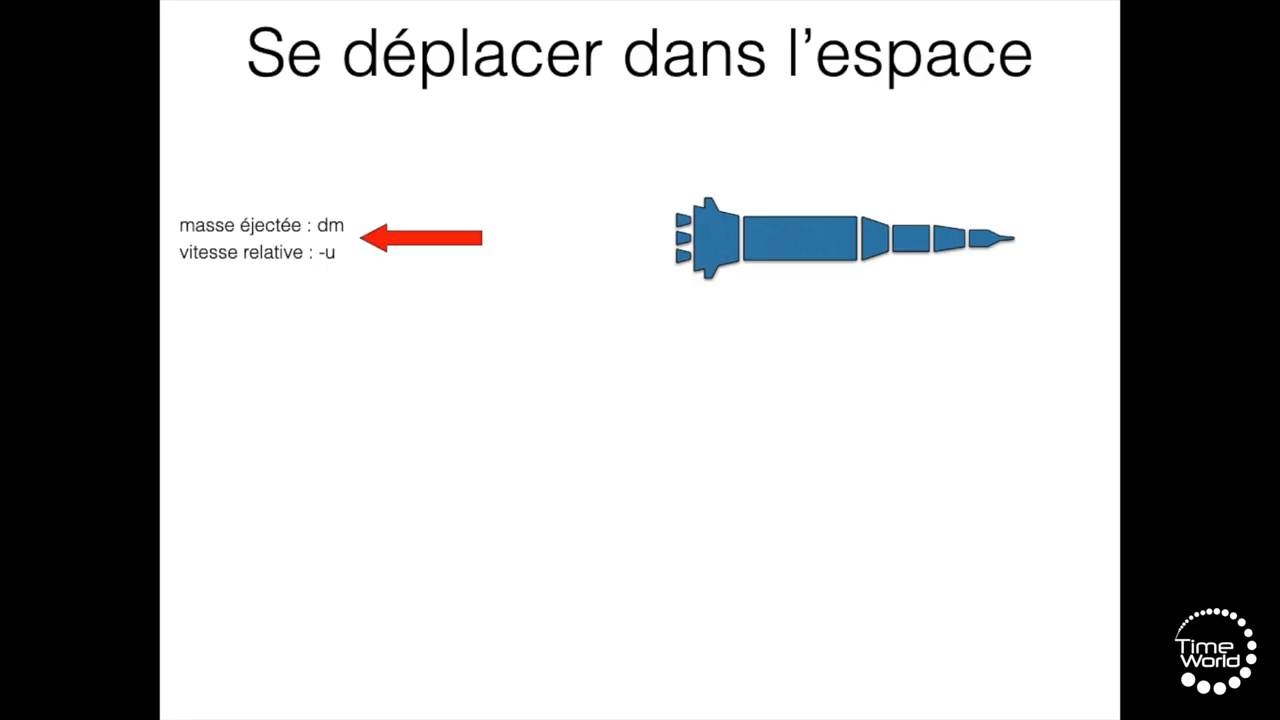 Se déplacer dans l’espace
masse éjectée : dm
vitesse relative : -u
Time
World